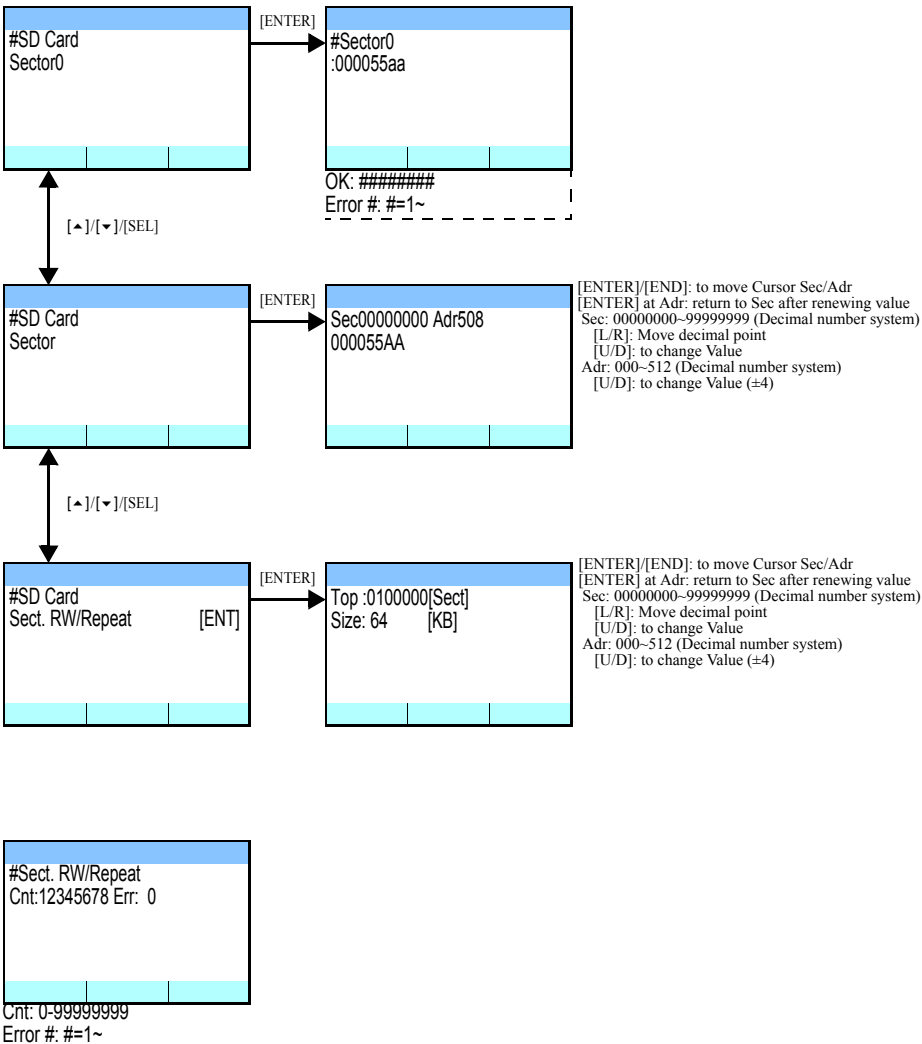 #SD Card
Sector0
[ENTER]
#Sector0
:000055aa
OK: ########
Error #: #=1~
[▲]/[▼]/[SEL]
#SD Card
Sector
[ENTER]
Sec00000000 Adr508
000055AA
[ENTER]/[END]: to move Cursor Sec/Adr
[ENTER] at Adr: return to Sec after renewing value
Sec: 00000000~99999999 (Decimal number system)
[L/R]: Move decimal point
[U/D]: to change Value
Adr: 000~512 (Decimal number system)
[U/D]: to change Value (±4)
[▲]/[▼]/[SEL]
#SD Card
Sect. RW/Repeat [ENT]
[ENTER]
Top :0100000[Sect]
Size: 64 [KB]
[ENTER]/[END]: to move Cursor Sec/Adr
[ENTER] at Adr: return to Sec after renewing value
Sec: 00000000~99999999 (Decimal number system)
[L/R]: Move decimal point
[U/D]: to change Value
Adr: 000~512 (Decimal number system)
[U/D]: to change Value (±4)
#Sect. RW/Repeat
Cnt:12345678 Err: 0
Cnt: 0-99999999
Error #: #=1~